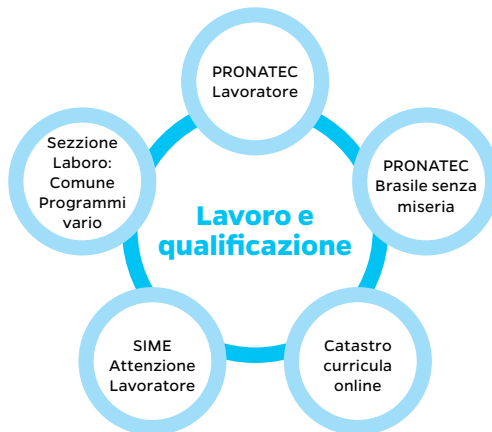 PRONATEC
Lavoratore
Sezzione
Laboro:
Comune
Programmi
vario
PRONATEC
Brasile senza
miseria
Lavoro e
qualificazione
SIME
Attenzione
Lavoratore
Catastro
curricula
online